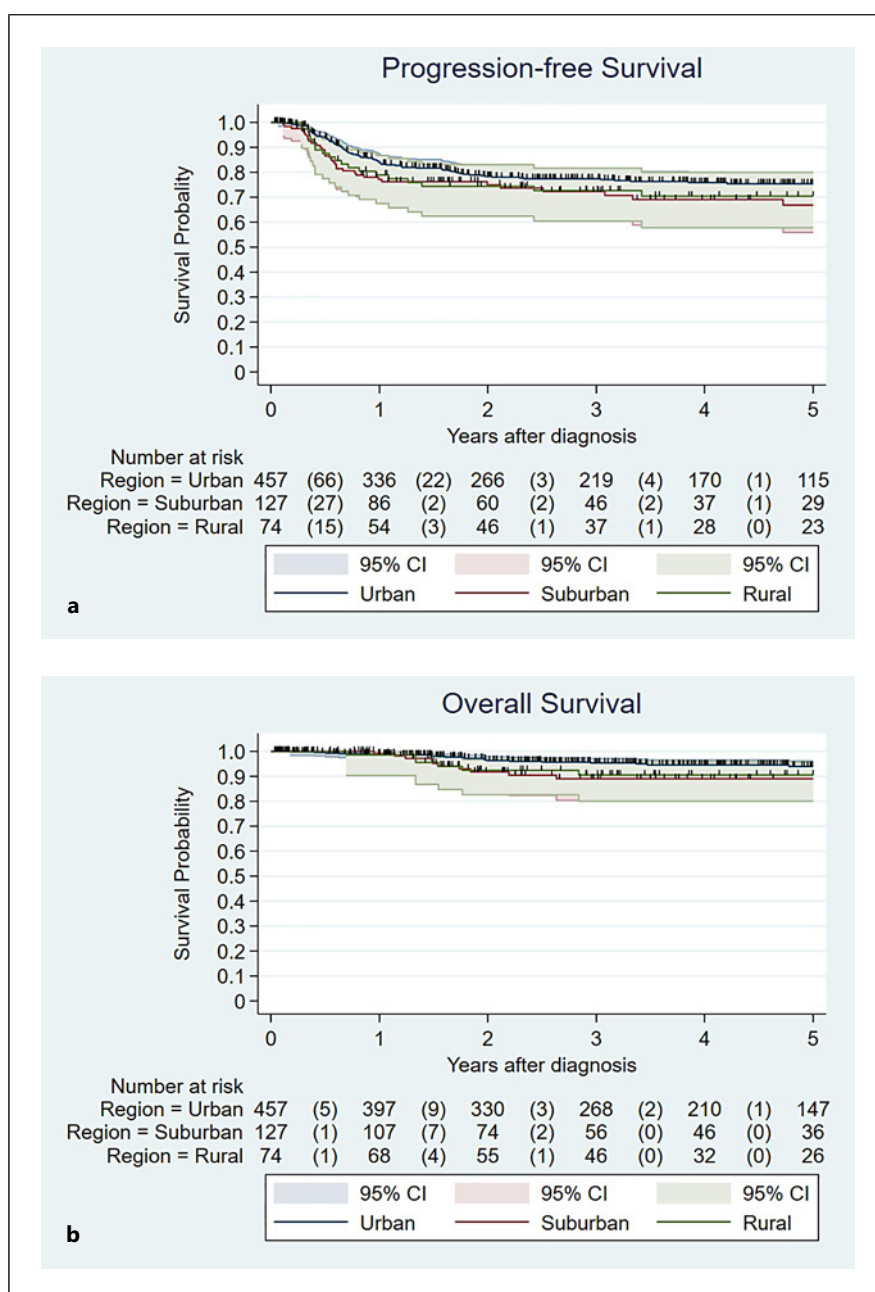 Progression-free Survival
Survival Probality
1.0
0.9
0.8
0.7
0.6
0.5
0.4
0.3
0.2
0.1
0
0 1 2 3 4 5
Years after diagnosis
Number at risk
Region = Urban 457 (66) 336 (22) 266 (3) 219 (4) 170 (1) 115
Region = Suburban 127 (27) 86 (2) 60 (2) 46 (2) 37 (1) 29
Region = Rural 74 (15) 54 (3) 46 (1) 37 (1) 28 (0) 23
95% CI 95% CI 95% CI
Urban Suburban Rural
a
Overall Survival
Survival Probability
1.0
0.9
0.8
0.7
0.6
0.5
0.4
0.3
0.2
0.1
0
0 1 2 3 4 5
Years after diagnosis
Number at risk
Region = Urban 457 (5) 397 (9) 330 (3) 268 (2) 210 (1) 147
Region = Suburban 127 (1) 107 (7) 74 (2) 56 (0) 46 (0) 36
Region = Rural 74 (1) 68 (4) 55 (1) 46 (0) 32 (0) 26
95% CI 95% CI 95% CI
Urban Suburban Rural
b